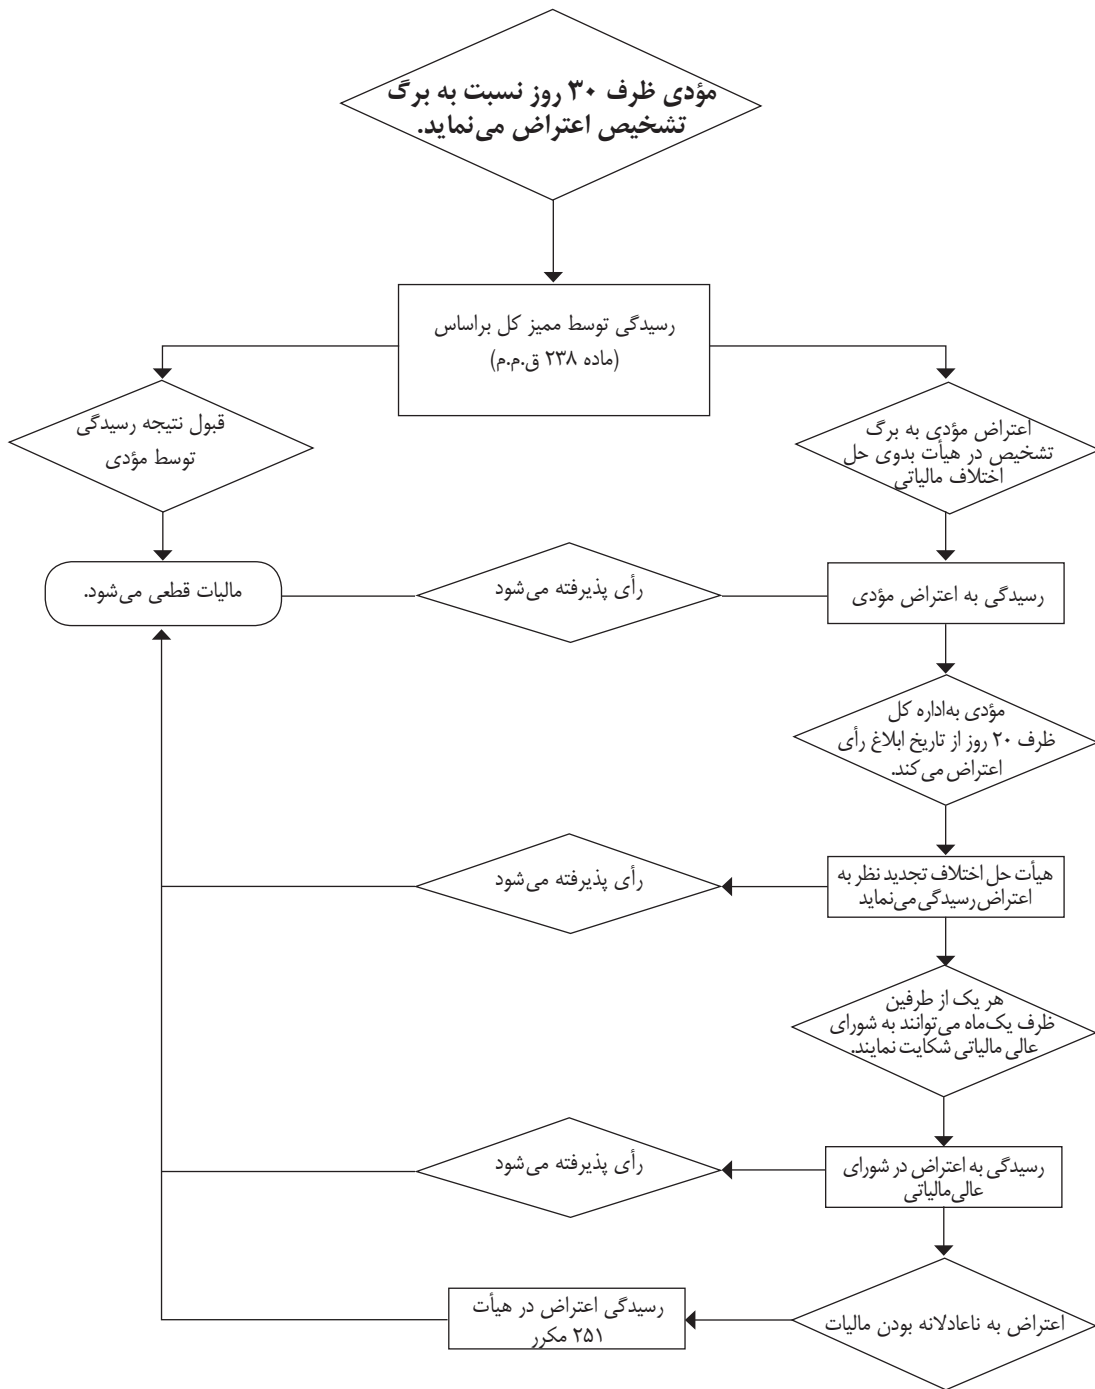 مؤدی ظرف ۳۰ روز نسبت به برگ
تشخیص اعتراض می‌نماید.
رسیدگی توسط ممیز کل براساس
(ماده ۲۳۸ ق.م.م)
اعتراض مؤدی به برگ
تشخیص در هیأت بدوی حل
اختلاف مالیاتی
قبول نتیجه رسیدگی
توسط مؤدی
رسیدگی به اعتراض مؤدی
رأی پذیرفته می‌شود
مالیات قطعی می‌شود.
مؤدی به‌اداره کل
ظرف ۲۰ روز از تاریخ ابلاغ رأی
اعتراض می‌کند.
هیأت حل اختلاف تجدید نظر به
اعتراض رسیدگی می‌نماید
رأی پذیرفته می‌شود
هر یک از طرفین
ظرف یک‌ماه می‌توانند به شورای
عالی مالیاتی شکایت نمایند.
رسیدگی به اعتراض در شورای
عالی‌مالیاتی
رأی پذیرفته می‌شود
اعتراض به ناعادلانه بودن مالیات
رسیدگی اعتراض در هیأت
۲۵۱ مکرر